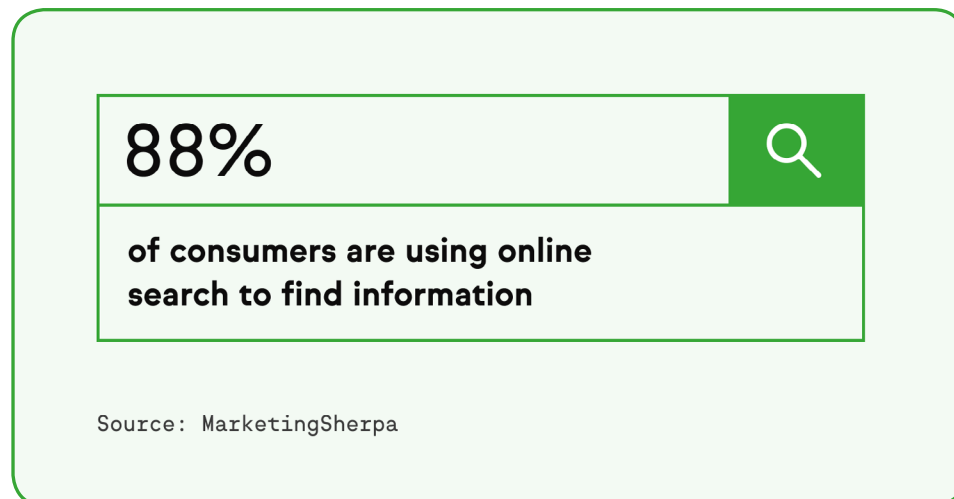 88%
of consumers are using online
search to find information
Source: MarketingSherpa